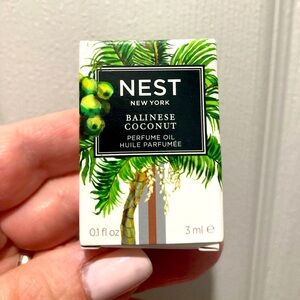 NEST
NEW YORK
BALINESE
COCONUT
PERFUME OIL
HUILE PARFUMÉE
0.1 fl oz 3 ml ℮